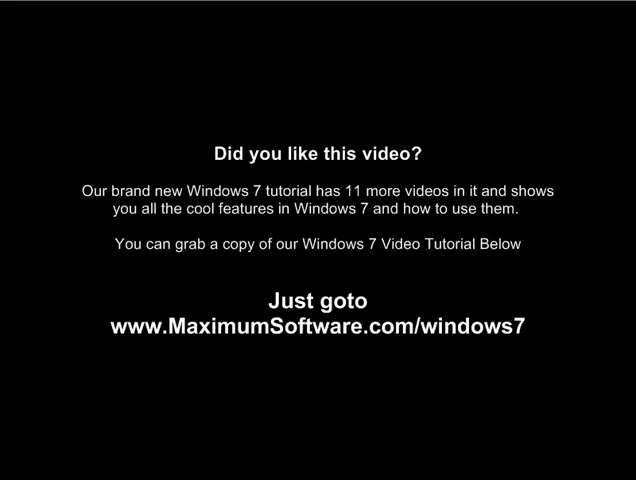 Did you like this video?
Our brand new Windows 7 tutorial has 11 more videos in it and shows
you all the cool features in Windows 7 and how to use them.
You can grab a copy of our Windows 7 Video Tutorial Below
Just goto
www.MaximumSoftware.com/windows7